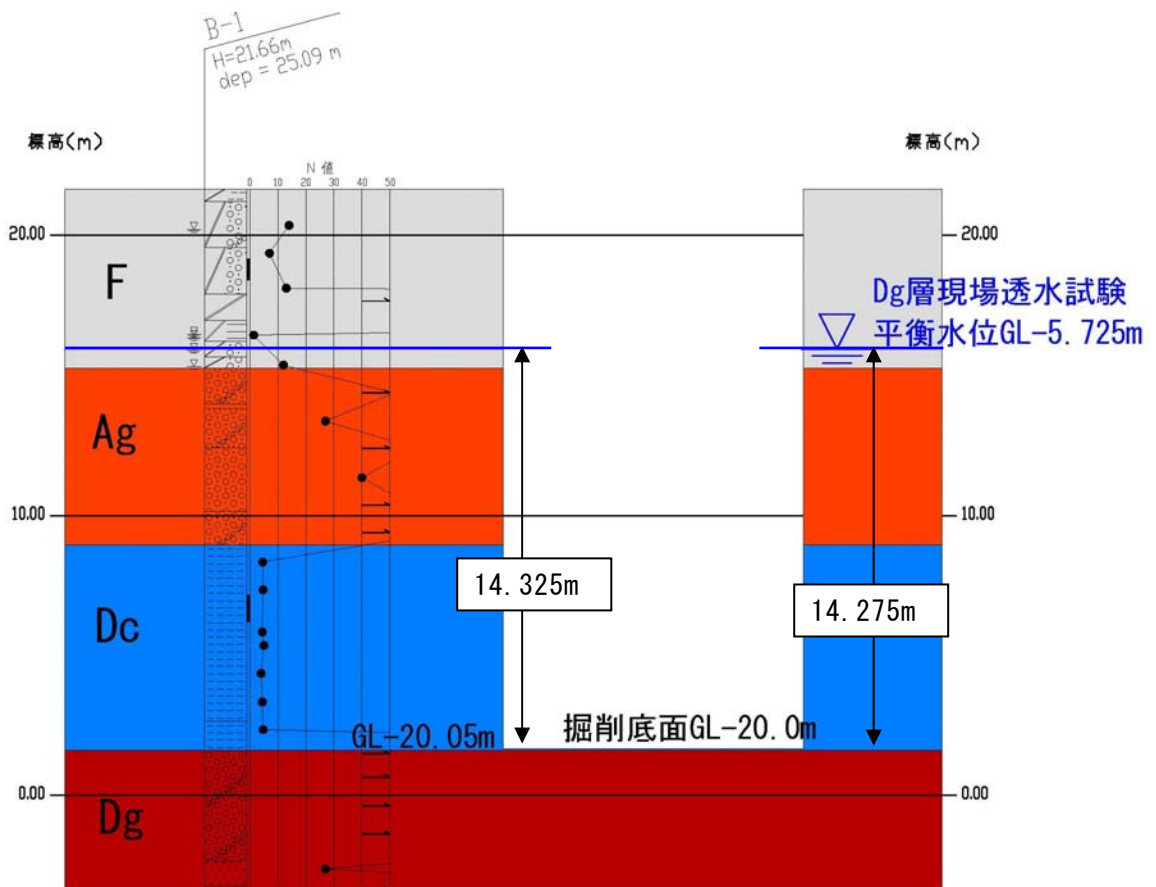 B-1
H=21.66m
dep = 25.09 m
標高(m)
標高(m)
N 値
0 10 20 30 40 50
20.00
20.00
F
Dg層現場透水試験
平衡水位GL-5.725m
Ag
10.00
10.00
14.325m
14.275m
Dc
GL-20.05m
掘削底面GL-20.0m
0.00
0.00
Dg